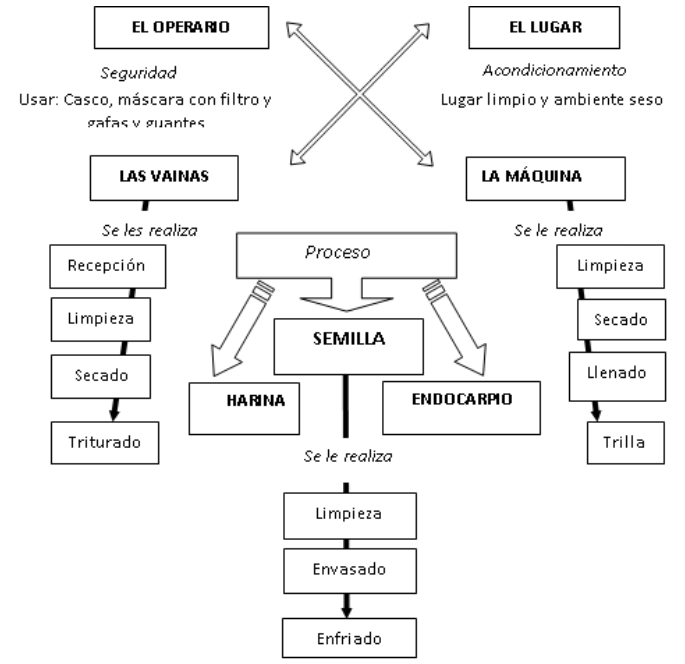 EL OPERARIO
Seguridad
Usar: Casco, máscara con filtro y
gafas y guantes
EL LUGAR
Acondicionamiento
Lugar limpio y ambiente seso
LAS VAINAS
Se les realiza
Recepción
Limpieza
Secado
Triturado
LA MÁQUINA
Se le realiza
Limpieza
Secado
Llenado
Trilla
Proceso
HARINA
SEMILLA
ENDOCARPIO
Se le realiza
Limpieza
Envasado
Enfriado